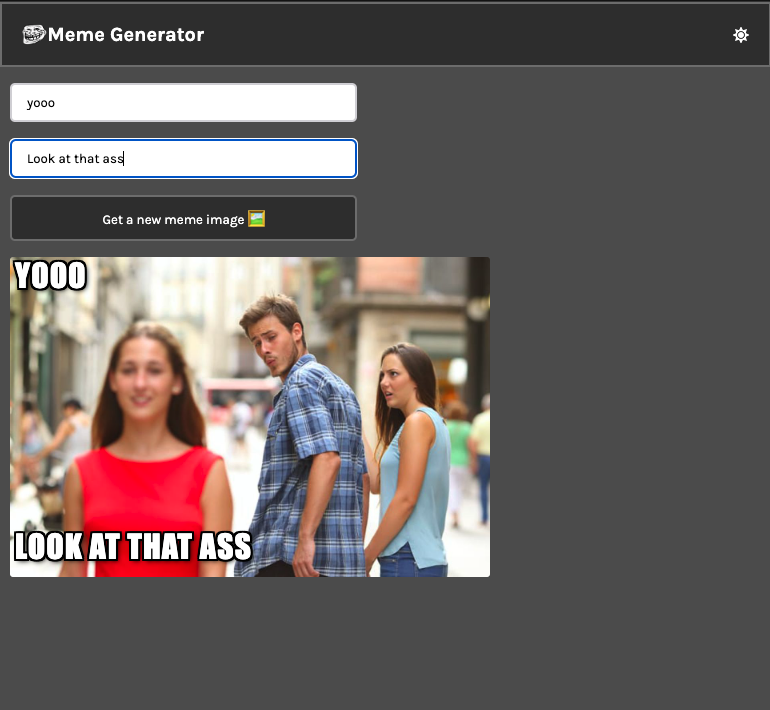 Meme Generator
yooo
Look at that ass
Get a new meme image
YOOO
LOOK AT THAT ASS